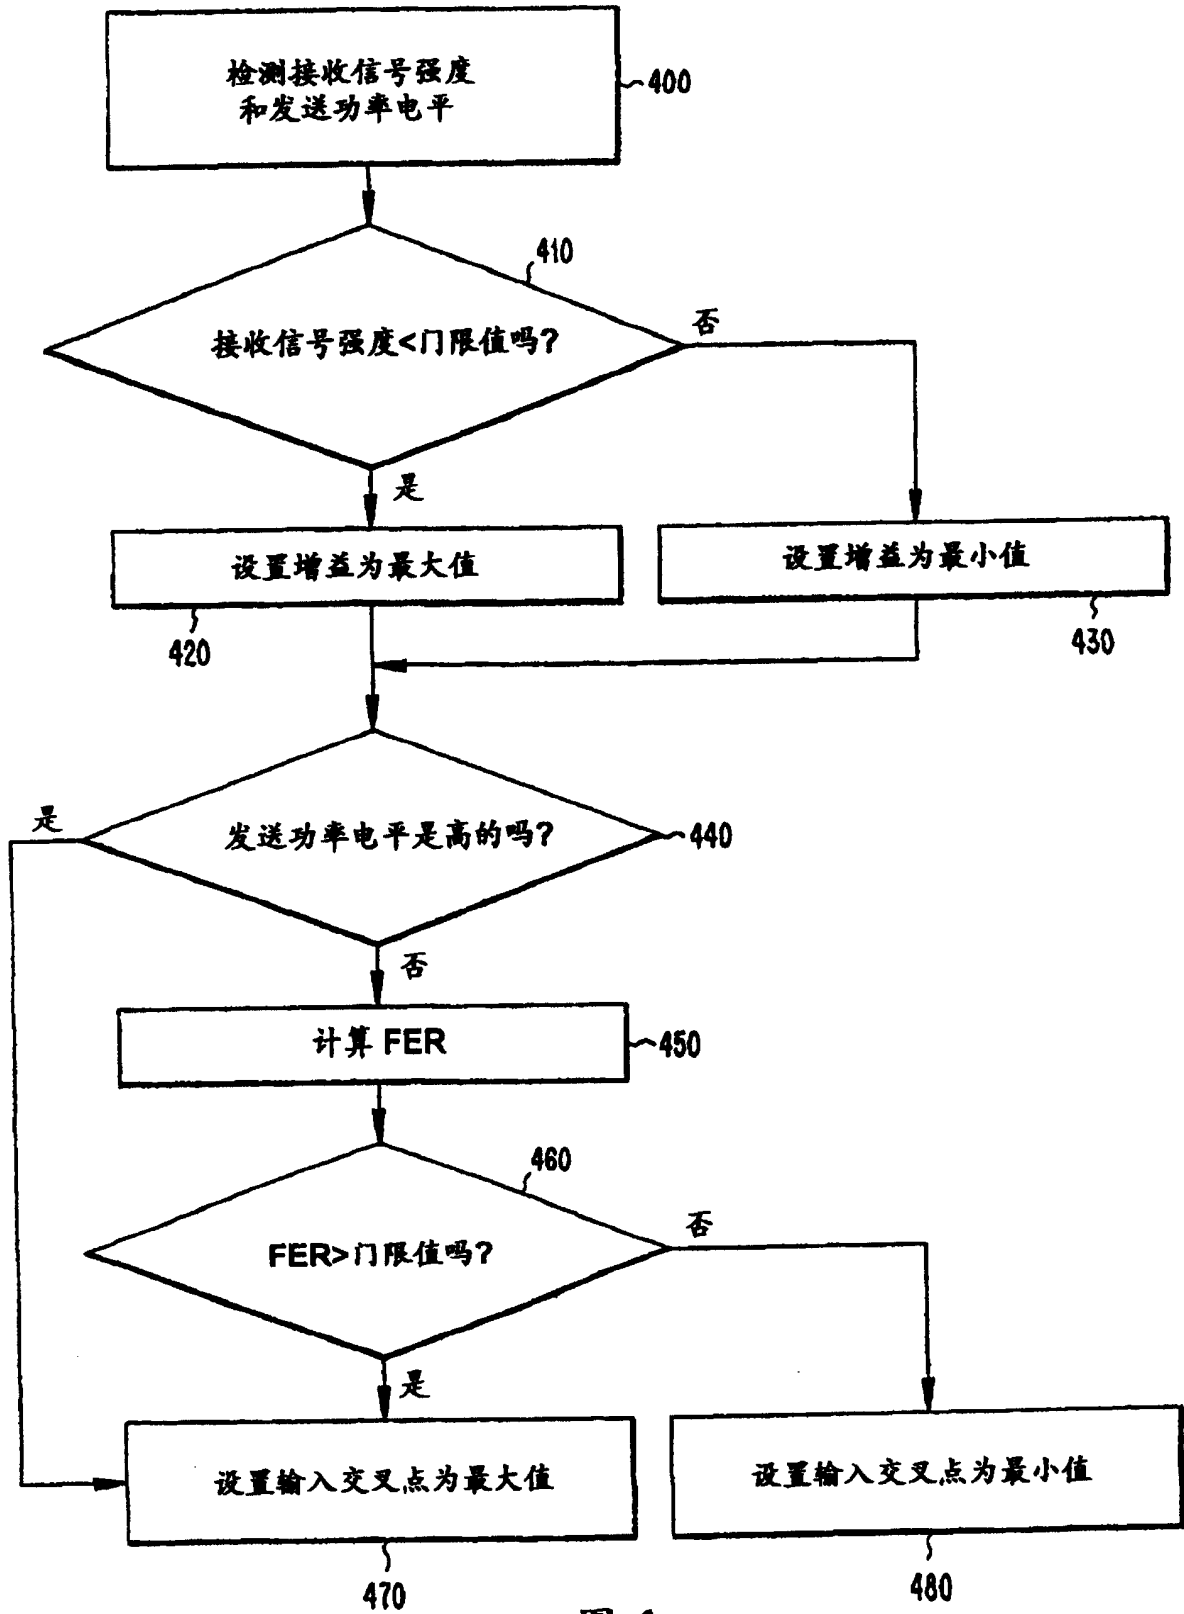 检测接收信号强度
和发送功率电平
400
410
接收信号强度<门限值吗?
否
是
设置增益为最大值
设置增益为最小值
420
430
是
发送功率电平是高的吗?
440
否
计算 FER
450
460
否
FER>门限值吗?
是
设置输入交叉点为最大值
设置输入交叉点为最小值
470
480